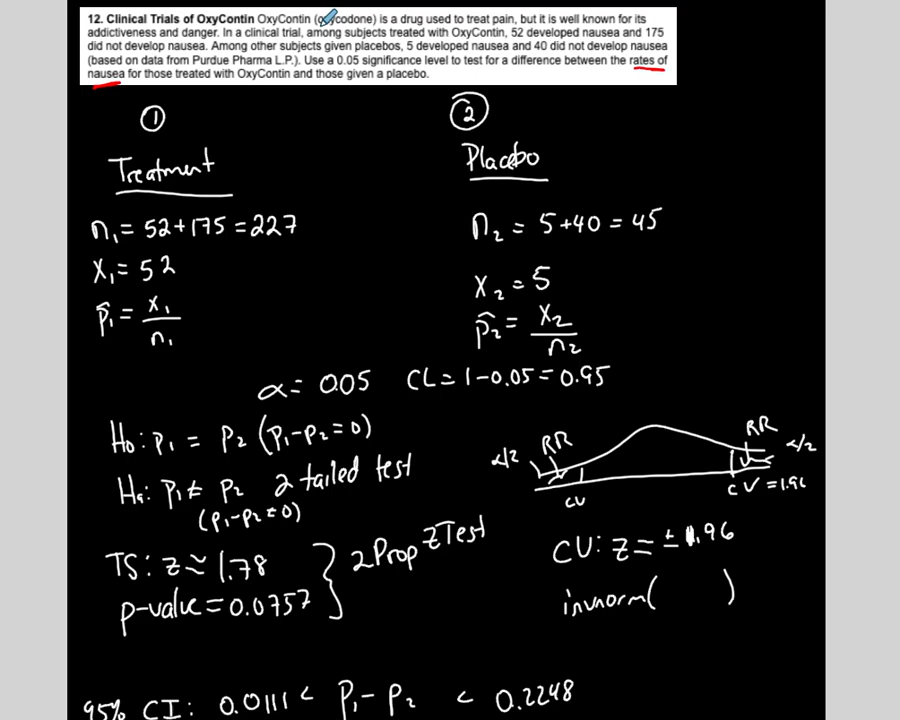 12. Clinical Trials of OxyContin OxyContin (oxycodone) is a drug used to treat pain, but it is well known for its
addictiveness and danger. In a clinical trial, among subjects treated with OxyContin, 52 developed nausea and 175
did not develop nausea. Among other subjects given placebos, 5 developed nausea and 40 did not develop nausea
(based on data from Purdue Pharma L.P.). Use a 0.05 significance level to test for a difference between the rates of
nausea for those treated with OxyContin and those given a placebo.
① ②
Treatment Placebo
n₁ = 52+175 = 227 n₂ = 5+40 = 45
x₁ = 52 x₂ = 5
p̂₁ = x₁/n₁ p̂₂ = x₂/n₂
α = 0.05 CL = 1-0.05 = 0.95
H₀: p₁ = p₂ (p₁-p₂=0)
Hₐ: p₁ ≠ p₂ 2 tailed test
(p₁-p₂≠0)
α/2 RR RR α/2
CV CV = 1.96
TS: z ≈ 1.78 2PropZTest CV: z = ±1.96
p-value = 0.0757 invnorm( )
95% CI: 0.0111 < p₁-p₂ < 0.2248